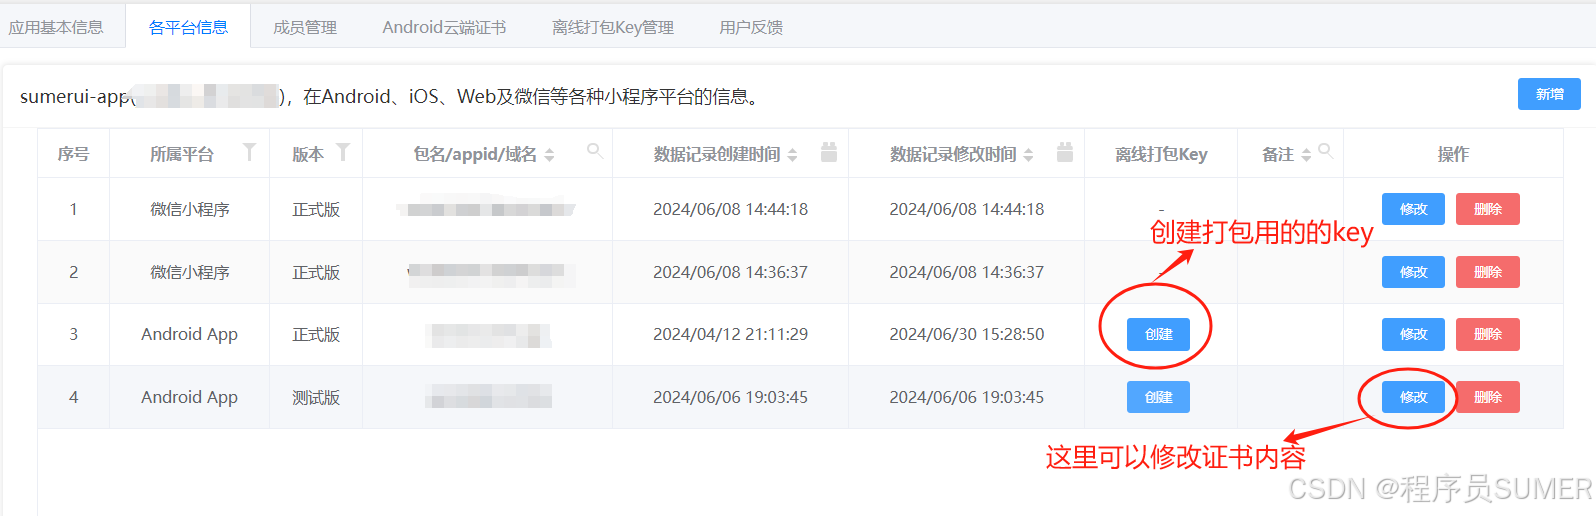 应用基本信息 各平台信息 成员管理 Android云端证书 离线打包Key管理 用户反馈
sumerui-app( )，在Android、iOS、Web及微信等各种小程序平台的信息。 新增
序号 所属平台 版本 包名/appid/域名 数据记录创建时间 数据记录修改时间 离线打包Key 备注 操作
1 微信小程序 正式版 2024/06/08 14:44:18 2024/06/08 14:44:18 - 修改 删除
创建打包用的的key
2 微信小程序 正式版 2024/06/08 14:36:37 2024/06/08 14:36:37 - 修改 删除
3 Android App 正式版 2024/04/12 21:11:29 2024/06/30 15:28:50 创建 修改 删除
4 Android App 测试版 2024/06/06 19:03:45 2024/06/06 19:03:45 创建 修改 删除
这里可以修改证书内容
CSDN @程序员SUMER